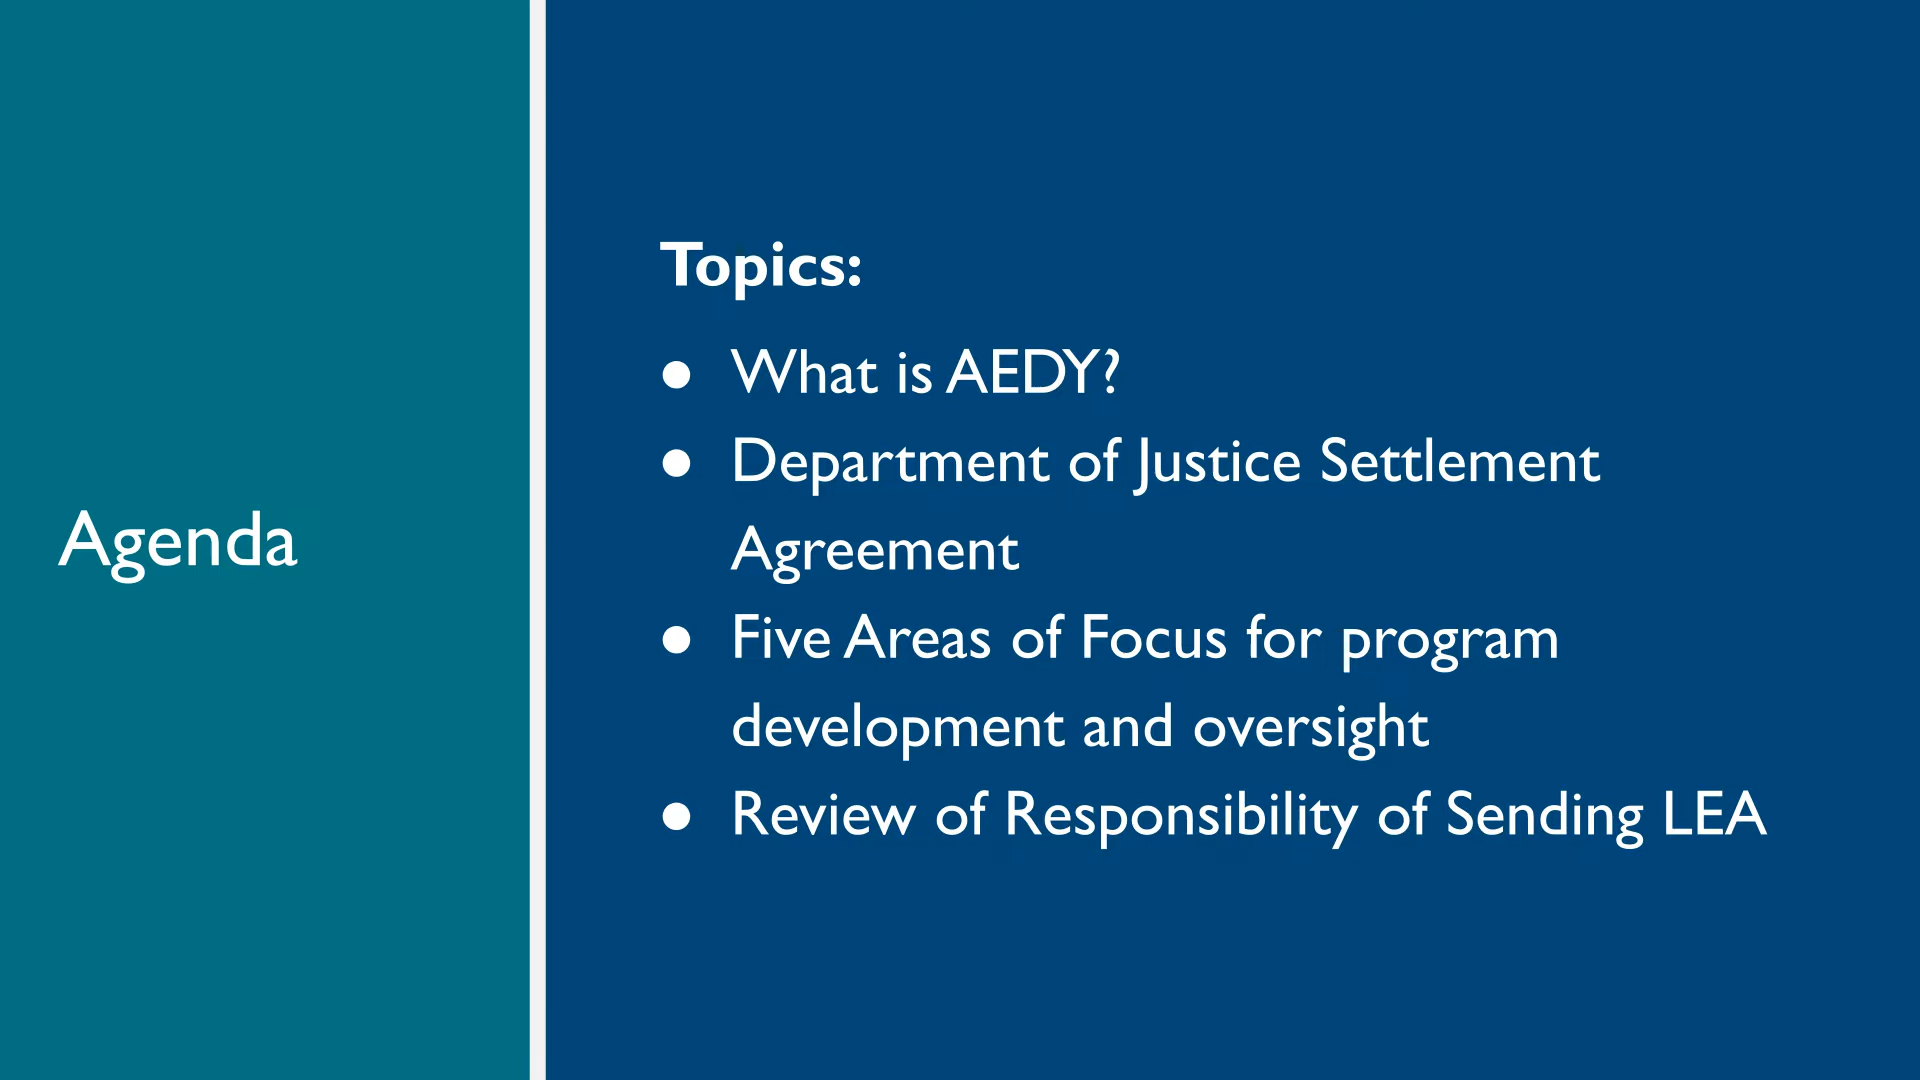 Agenda
Topics:
● What is AEDY?
● Department of Justice Settlement
Agreement
● Five Areas of Focus for program
development and oversight
● Review of Responsibility of Sending LEA